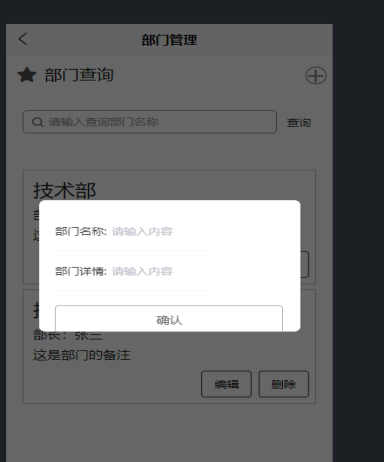 部门管理
部门查询
请输入查询部门名称 查询
技术部
部门名称: 请输入内容
部门详情: 请输入内容
确认
部长: 张三
这是部门的备注
编辑 删除